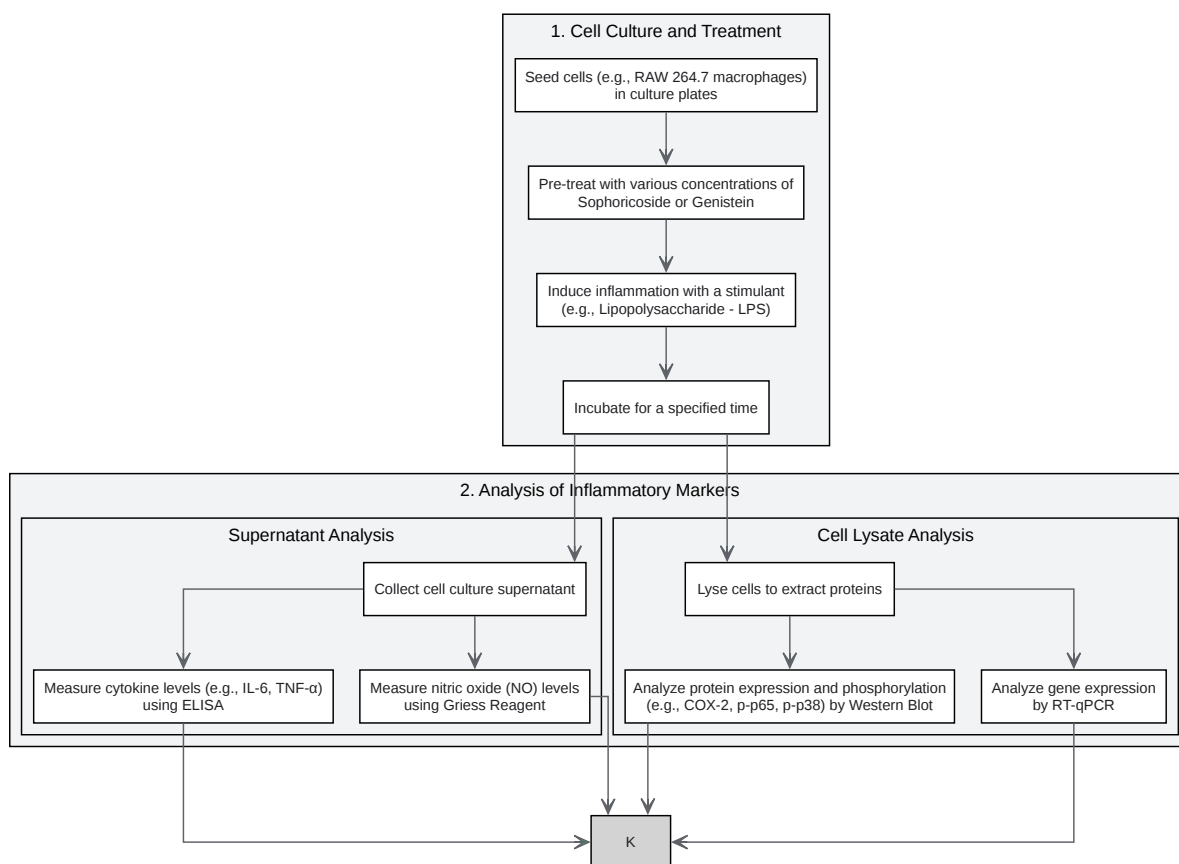 1. Cell Culture and Treatment
Seed cells (e.g., RAW 264.7 macrophages)
in culture plates
Pre-treat with various concentrations of
Sophoricoside or Genistein
Induce inflammation with a stimulant
(e.g., Lipopolysaccharide - LPS)
Incubate for a specified time
2. Analysis of Inflammatory Markers
Supernatant Analysis
Collect cell culture supernatant
Measure cytokine levels (e.g., IL-6, TNF-α)
using ELISA
Measure nitric oxide (NO) levels
using Griess Reagent
Cell Lysate Analysis
Lyse cells to extract proteins
Analyze protein expression and phosphorylation
(e.g., COX-2, p-p65, p-p38) by Western Blot
Analyze gene expression
by RT-qPCR
K